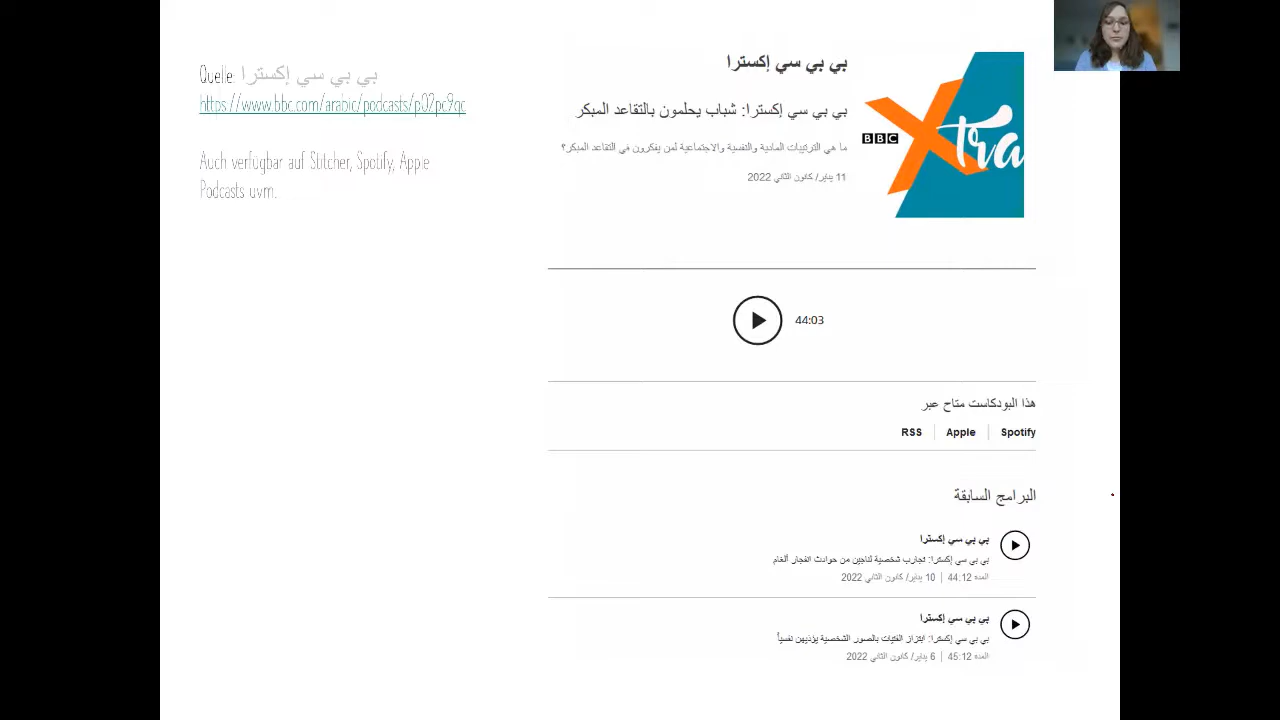 Quelle: بي بي سي إكسترا
https://www.bbc.com/arabic/podcasts/p02pc9qc
Auch verfügbar auf Stitcher, Spotify, Apple
Podcasts uvm.
بي بي سي إكسترا
بي بي سي إكسترا: شباب يحلمون بالتقاعد المبكر
ما هي الترتيبات المادية والنفسية والاجتماعية لمن يفكرون في التقاعد المبكر؟
11 يناير/ كانون الثاني 2022
BBC Xtra
44:03
هذا البودكاست متاح عبر
RSS | Apple | Spotify
البرامج السابقة
بي بي سي إكسترا
بي بي سي إكسترا: تجارب شخصية لناجين من حوادث انفجار ألغام
المدة 44:12 | 10 يناير/ كانون الثاني 2022
بي بي سي إكسترا
بي بي سي إكسترا: ابتزاز الفتيات بالصور الشخصية يؤذيهن نفسياً
المدة 45:12 | 6 يناير/ كانون الثاني 2022